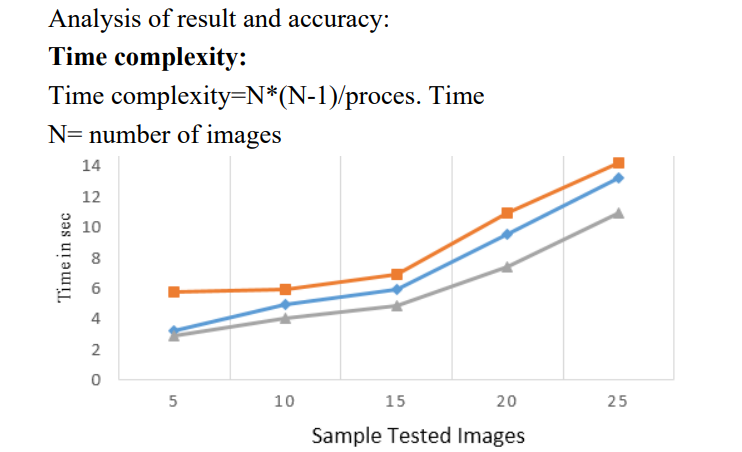 Analysis of result and accuracy:
Time complexity:
Time complexity=N*(N-1)/proces. Time
N= number of images
14
12
10
8
6
4
2
0
Time in sec
5 10 15 20 25
Sample Tested Images